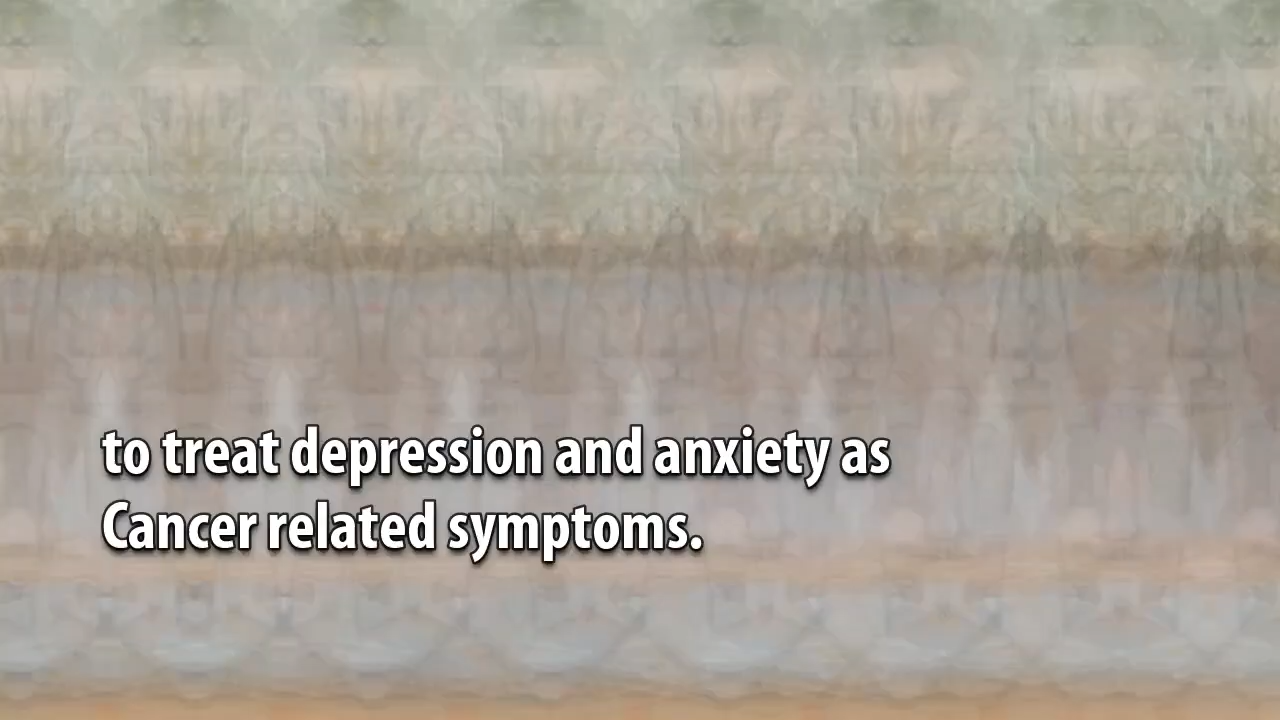 to treat depression and anxiety as
Cancer related symptoms.